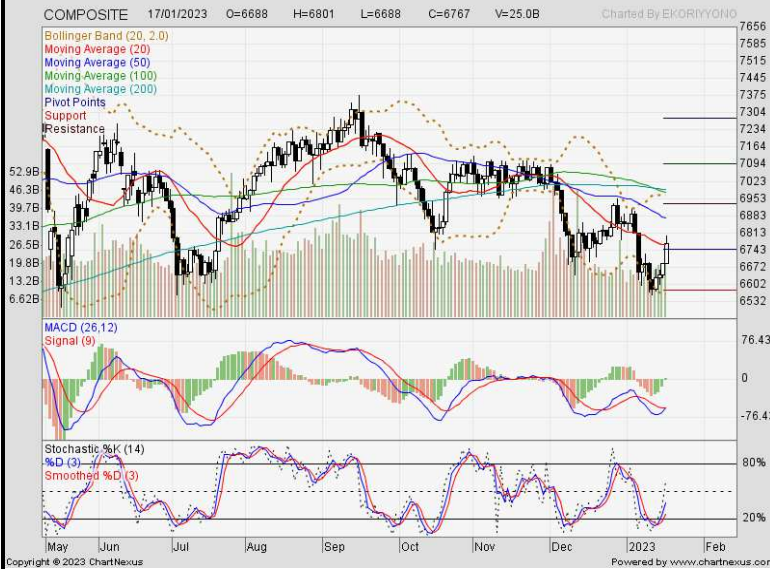 COMPOSITE 17/01/2023 O=6688 H=6801 L=6688 C=6767 V=25.0B Charted By EKORIYYONO
Bollinger Band (20, 2.0)
Moving Average (20)
Moving Average (50)
Moving Average (100)
Moving Average (200)
Pivot Points
Support
Resistance
7656
7585
7515
7445
7375
7304
7234
7164
7094
7023
6953
6883
6813
6743
6672
6602
6532
52.9B
46.3B
39.7B
33.1B
26.5B
19.8B
13.2B
6.62B
MACD (26,12)
Signal (9)
76.43
0
-76.43
Stochastic %K (14)
%D (3)
Smoothed %D (3)
80%
20%
May Jun Jul Aug Sep Oct Nov Dec 2023 Feb
Copyright © 2023 ChartNexus Powered by www.chartnexus.com